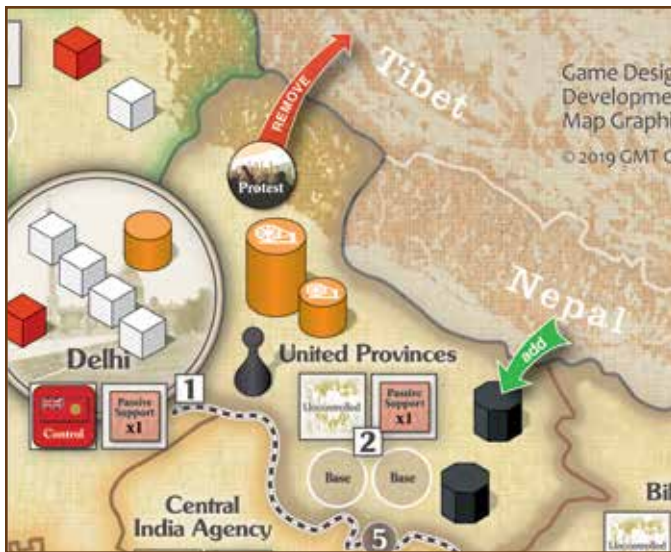 REMOVE
Tibet
Game Desig
Developme
Map Graphi
© 2019 GMT G
Protest
Nepal
add
Delhi
United Provinces
1
Control
Passive
Support
x1
Uncontrolled
Passive
Support
x1
2
Base
Base
Central
India Agency
5
Bi
Uncontrolled